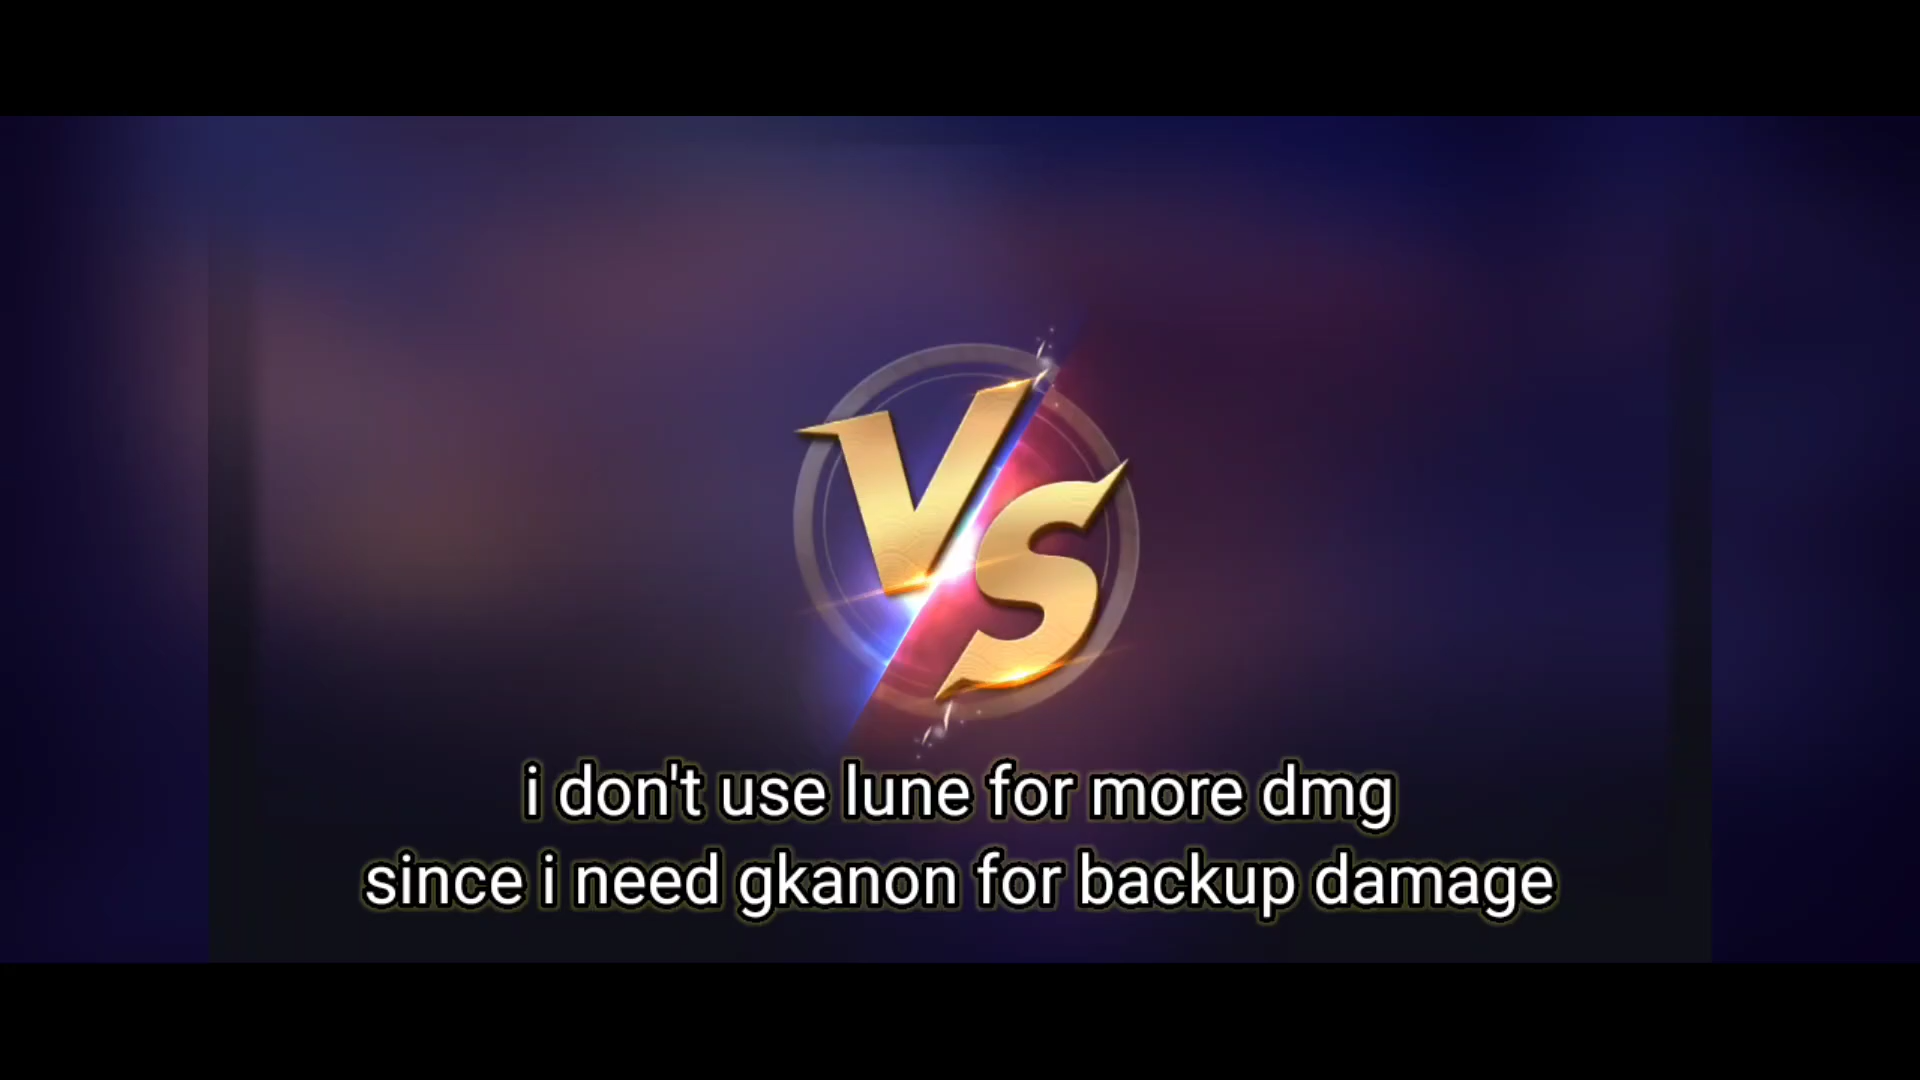 VS
i don't use lune for more dmg
since i need gkanon for backup damage